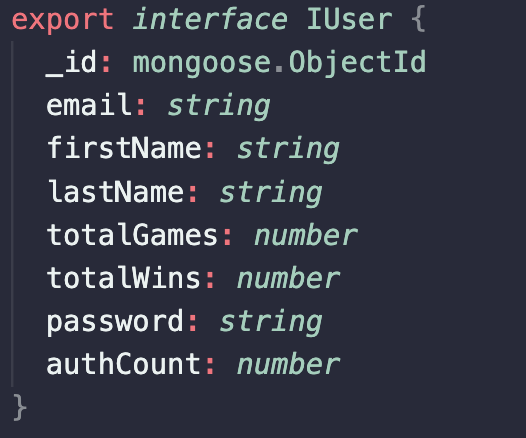 export interface IUser {
  _id: mongoose.ObjectId
  email: string
  firstName: string
  lastName: string
  totalGames: number
  totalWins: number
  password: string
  authCount: number
}